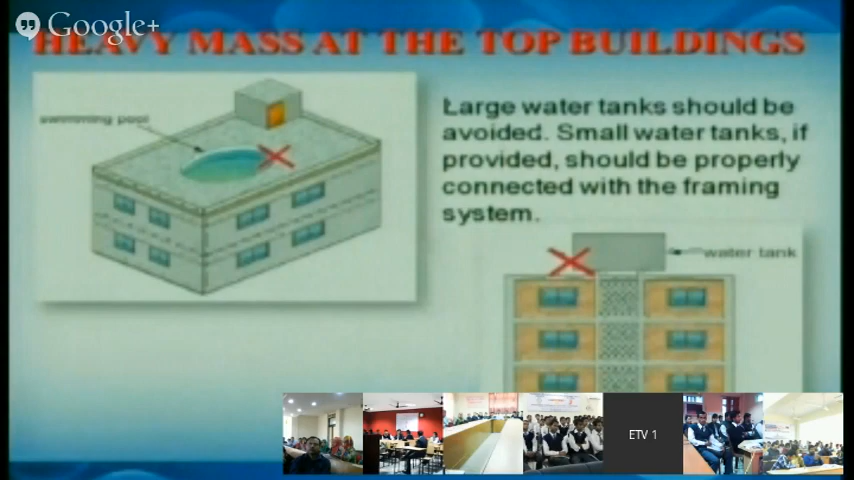 Google+
HEAVY MASS AT THE TOP BUILDINGS
swimming pool
Large water tanks should be
avoided. Small water tanks, if
provided, should be properly
connected with the framing
system.
water tank
ETV 1